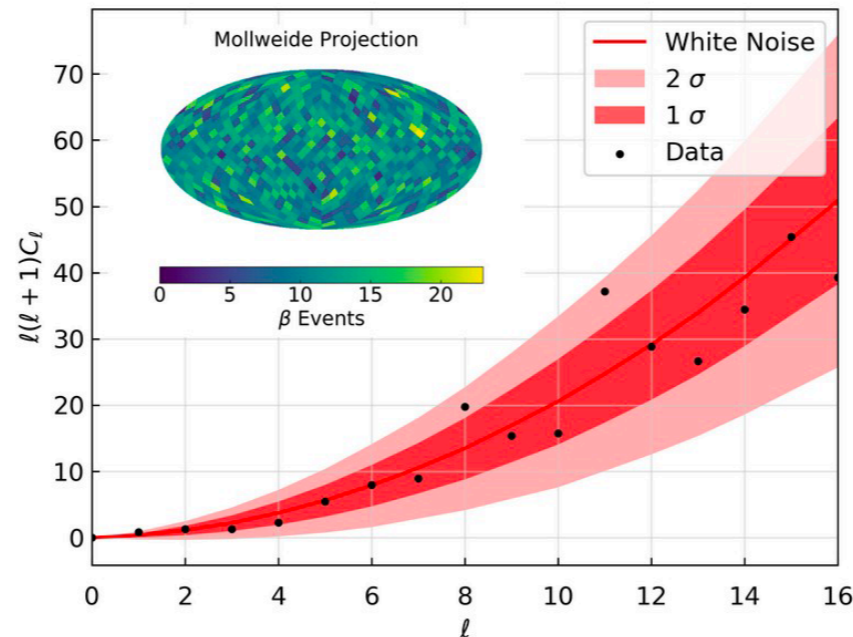 Mollweide Projection
0 5 10 15 20
β Events
White Noise
2 σ
1 σ
Data
70
60
50
40
30
20
10
0
ℓ(ℓ + 1)Cℓ
0 2 4 6 8 10 12 14 16
ℓ